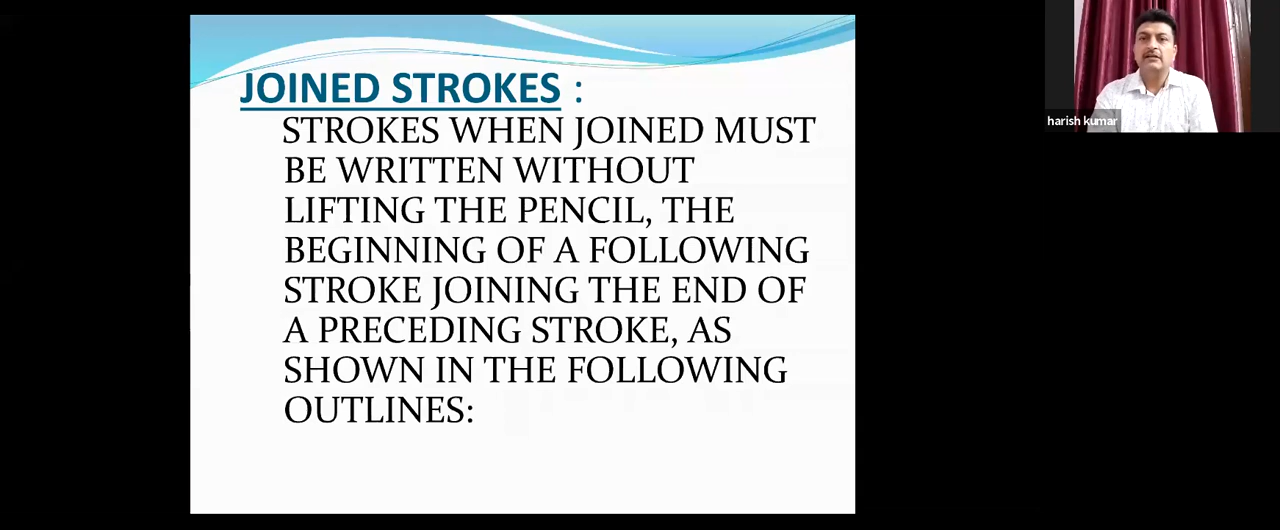 JOINED STROKES :
STROKES WHEN JOINED MUST
BE WRITTEN WITHOUT
LIFTING THE PENCIL, THE
BEGINNING OF A FOLLOWING
STROKE JOINING THE END OF
A PRECEDING STROKE, AS
SHOWN IN THE FOLLOWING
OUTLINES:
harish kumar